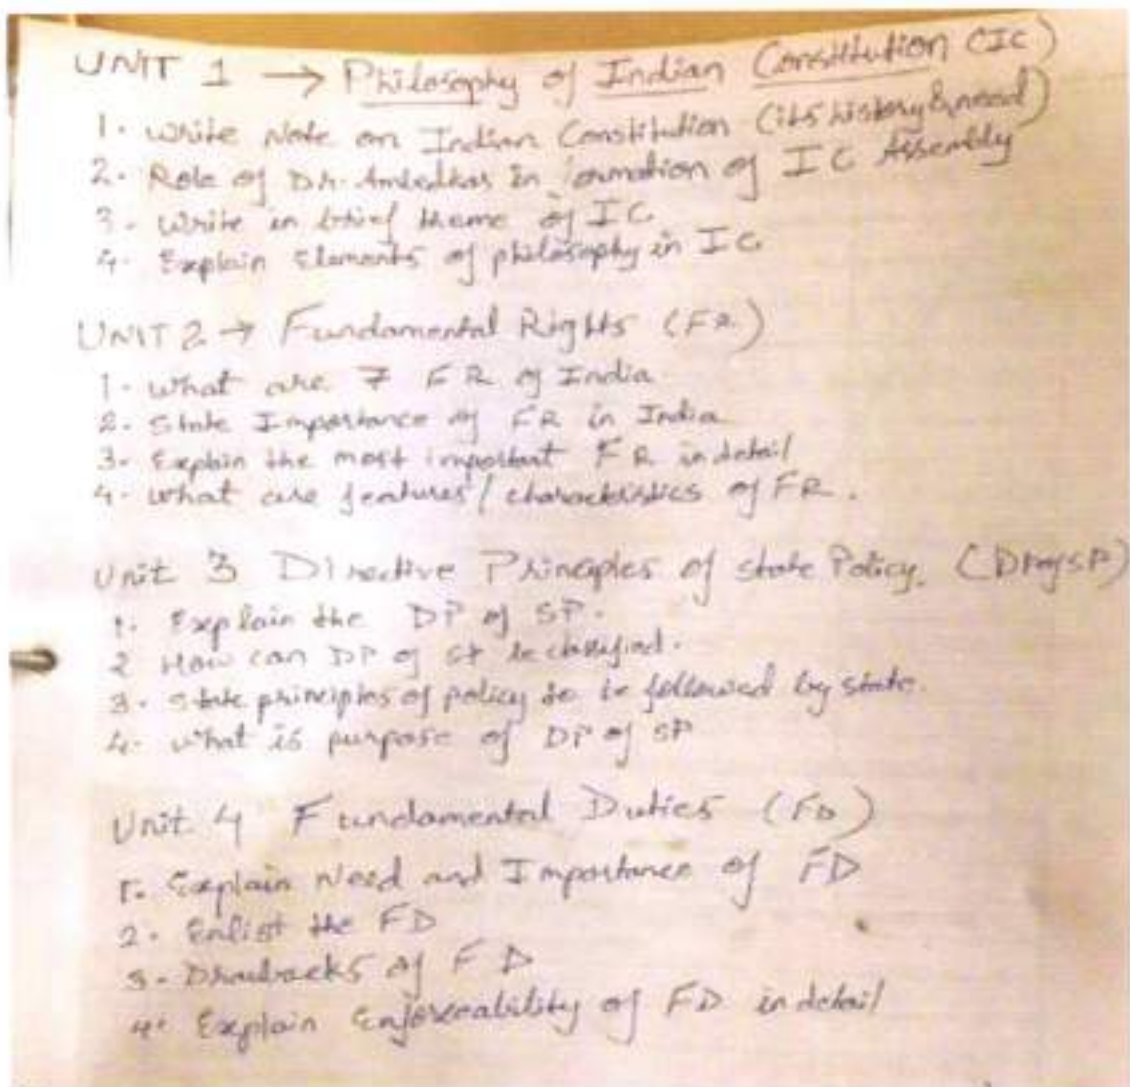 UNIT 1 → Philosophy of Indian Constitution (IC)
1. Write Note on Indian Constitution (its history & need)
2. Role of Dr. Ambedkar in formation of IC Assembly
3. Write in brief theme of IC
4. Explain Elements of philosophy in IC
UNIT 2 → Fundamental Rights (FR)
1. What are 7 FR of India
2. State Importance of FR in India
3. Explain the most important FR in detail
4. What are features / characteristics of FR.
Unit 3 Directive Principles of state Policy. (DP of SP)
1. Explain the DP of SP.
2 How can DP of St be classified.
3. State principles of policy to be followed by state.
4. What is purpose of DP of SP
Unit 4 Fundamental Duties (FD)
1. Explain Need and Importance of FD
2. Enlist the FD
3. Drawbacks of FD
4. Explain Enforceability of FD in detail